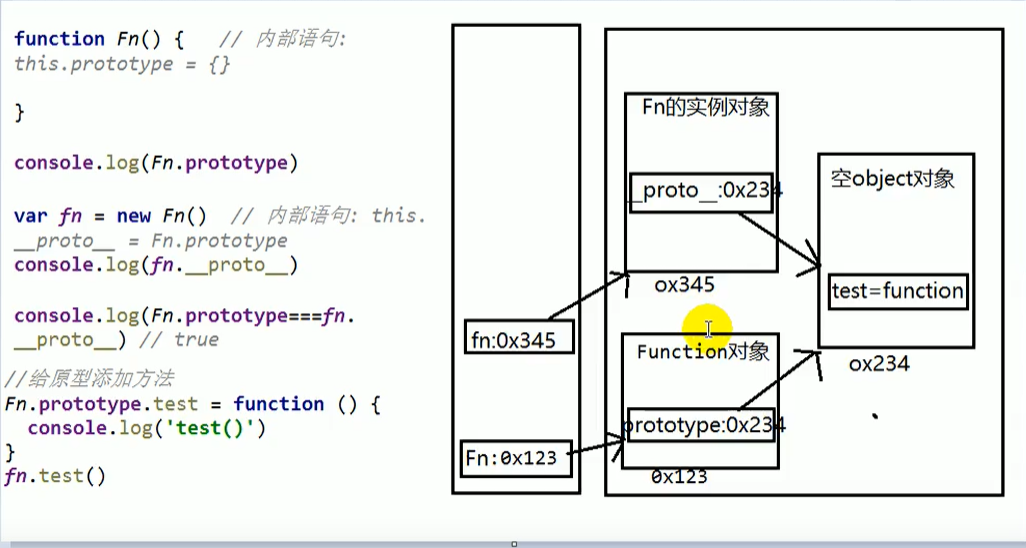 function Fn() {   // 内部语句:
this.prototype = {}
}
console.log(Fn.prototype)
var fn = new Fn()  // 内部语句: this.
__proto__ = Fn.prototype
console.log(fn.__proto__)
console.log(Fn.prototype===fn.
__proto__) // true
//给原型添加方法
Fn.prototype.test = function () {
  console.log('test()')
}
fn.test()
fn:0x345
Fn:0x123
Fn的实例对象
__proto__:0x234
ox345
Function对象
prototype:0x234
0x123
空object对象
test=function
ox234